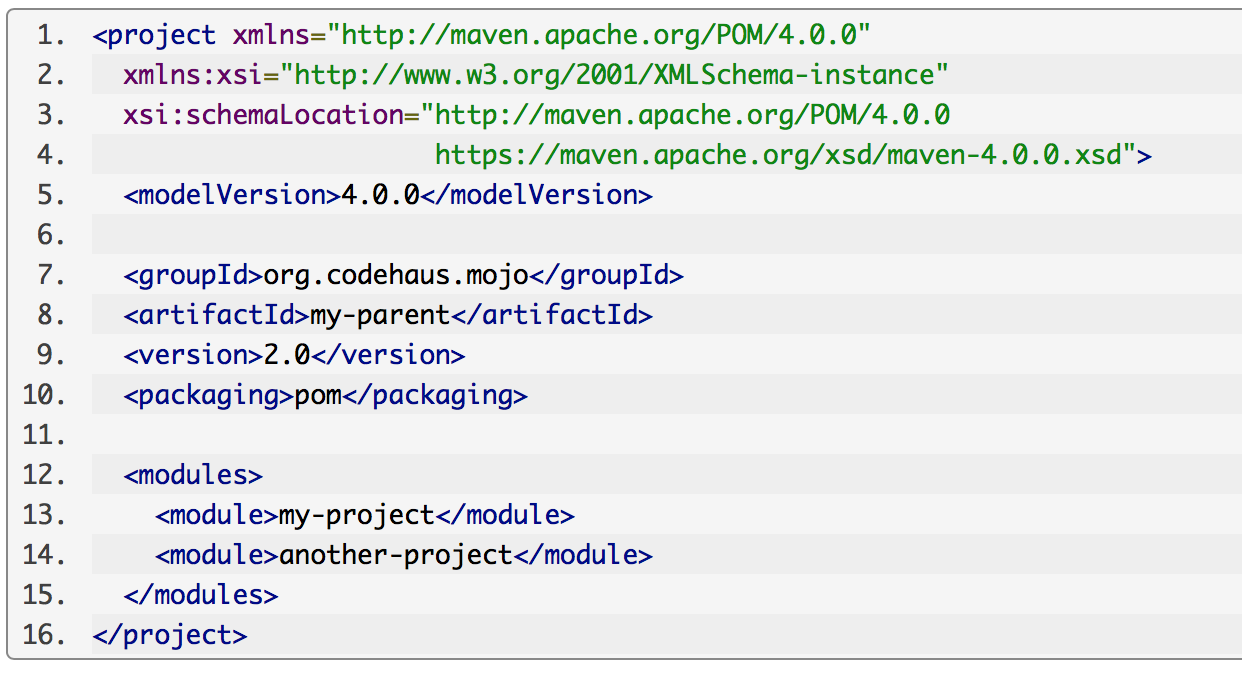 1. <project xmlns="http://maven.apache.org/POM/4.0.0"
2. xmlns:xsi="http://www.w3.org/2001/XMLSchema-instance"
3. xsi:schemaLocation="http://maven.apache.org/POM/4.0.0
4. https://maven.apache.org/xsd/maven-4.0.0.xsd">
5. <modelVersion>4.0.0</modelVersion>
6.
7. <groupId>org.codehaus.mojo</groupId>
8. <artifactId>my-parent</artifactId>
9. <version>2.0</version>
10. <packaging>pom</packaging>
11.
12. <modules>
13. <module>my-project</module>
14. <module>another-project</module>
15. </modules>
16. </project>